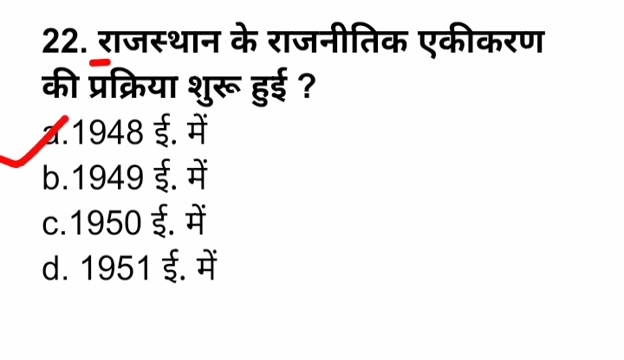 22. राजस्थान के राजनीतिक एकीकरण
की प्रक्रिया शुरू हुई ?
a.1948 ई. में
b.1949 ई. में
c.1950 ई. में
d. 1951 ई. में